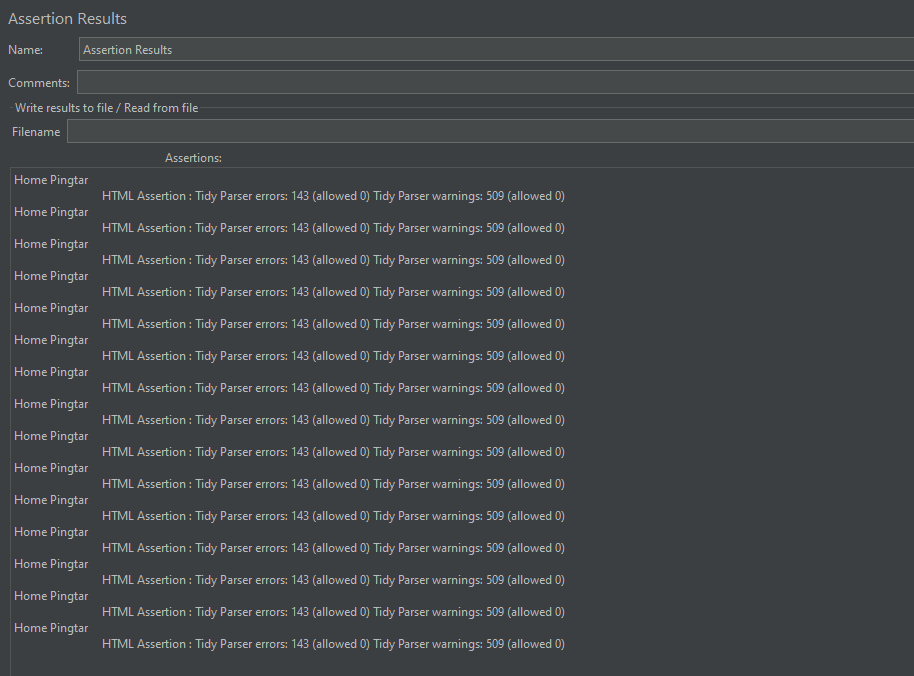 Assertion Results
Name: Assertion Results
Comments:
Write results to file / Read from file
Filename
Assertions:
Home Pingtar
HTML Assertion : Tidy Parser errors: 143 (allowed 0) Tidy Parser warnings: 509 (allowed 0)
Home Pingtar
HTML Assertion : Tidy Parser errors: 143 (allowed 0) Tidy Parser warnings: 509 (allowed 0)
Home Pingtar
HTML Assertion : Tidy Parser errors: 143 (allowed 0) Tidy Parser warnings: 509 (allowed 0)
Home Pingtar
HTML Assertion : Tidy Parser errors: 143 (allowed 0) Tidy Parser warnings: 509 (allowed 0)
Home Pingtar
HTML Assertion : Tidy Parser errors: 143 (allowed 0) Tidy Parser warnings: 509 (allowed 0)
Home Pingtar
HTML Assertion : Tidy Parser errors: 143 (allowed 0) Tidy Parser warnings: 509 (allowed 0)
Home Pingtar
HTML Assertion : Tidy Parser errors: 143 (allowed 0) Tidy Parser warnings: 509 (allowed 0)
Home Pingtar
HTML Assertion : Tidy Parser errors: 143 (allowed 0) Tidy Parser warnings: 509 (allowed 0)
Home Pingtar
HTML Assertion : Tidy Parser errors: 143 (allowed 0) Tidy Parser warnings: 509 (allowed 0)
Home Pingtar
HTML Assertion : Tidy Parser errors: 143 (allowed 0) Tidy Parser warnings: 509 (allowed 0)
Home Pingtar
HTML Assertion : Tidy Parser errors: 143 (allowed 0) Tidy Parser warnings: 509 (allowed 0)
Home Pingtar
HTML Assertion : Tidy Parser errors: 143 (allowed 0) Tidy Parser warnings: 509 (allowed 0)
Home Pingtar
HTML Assertion : Tidy Parser errors: 143 (allowed 0) Tidy Parser warnings: 509 (allowed 0)
Home Pingtar
HTML Assertion : Tidy Parser errors: 143 (allowed 0) Tidy Parser warnings: 509 (allowed 0)
Home Pingtar
HTML Assertion : Tidy Parser errors: 143 (allowed 0) Tidy Parser warnings: 509 (allowed 0)